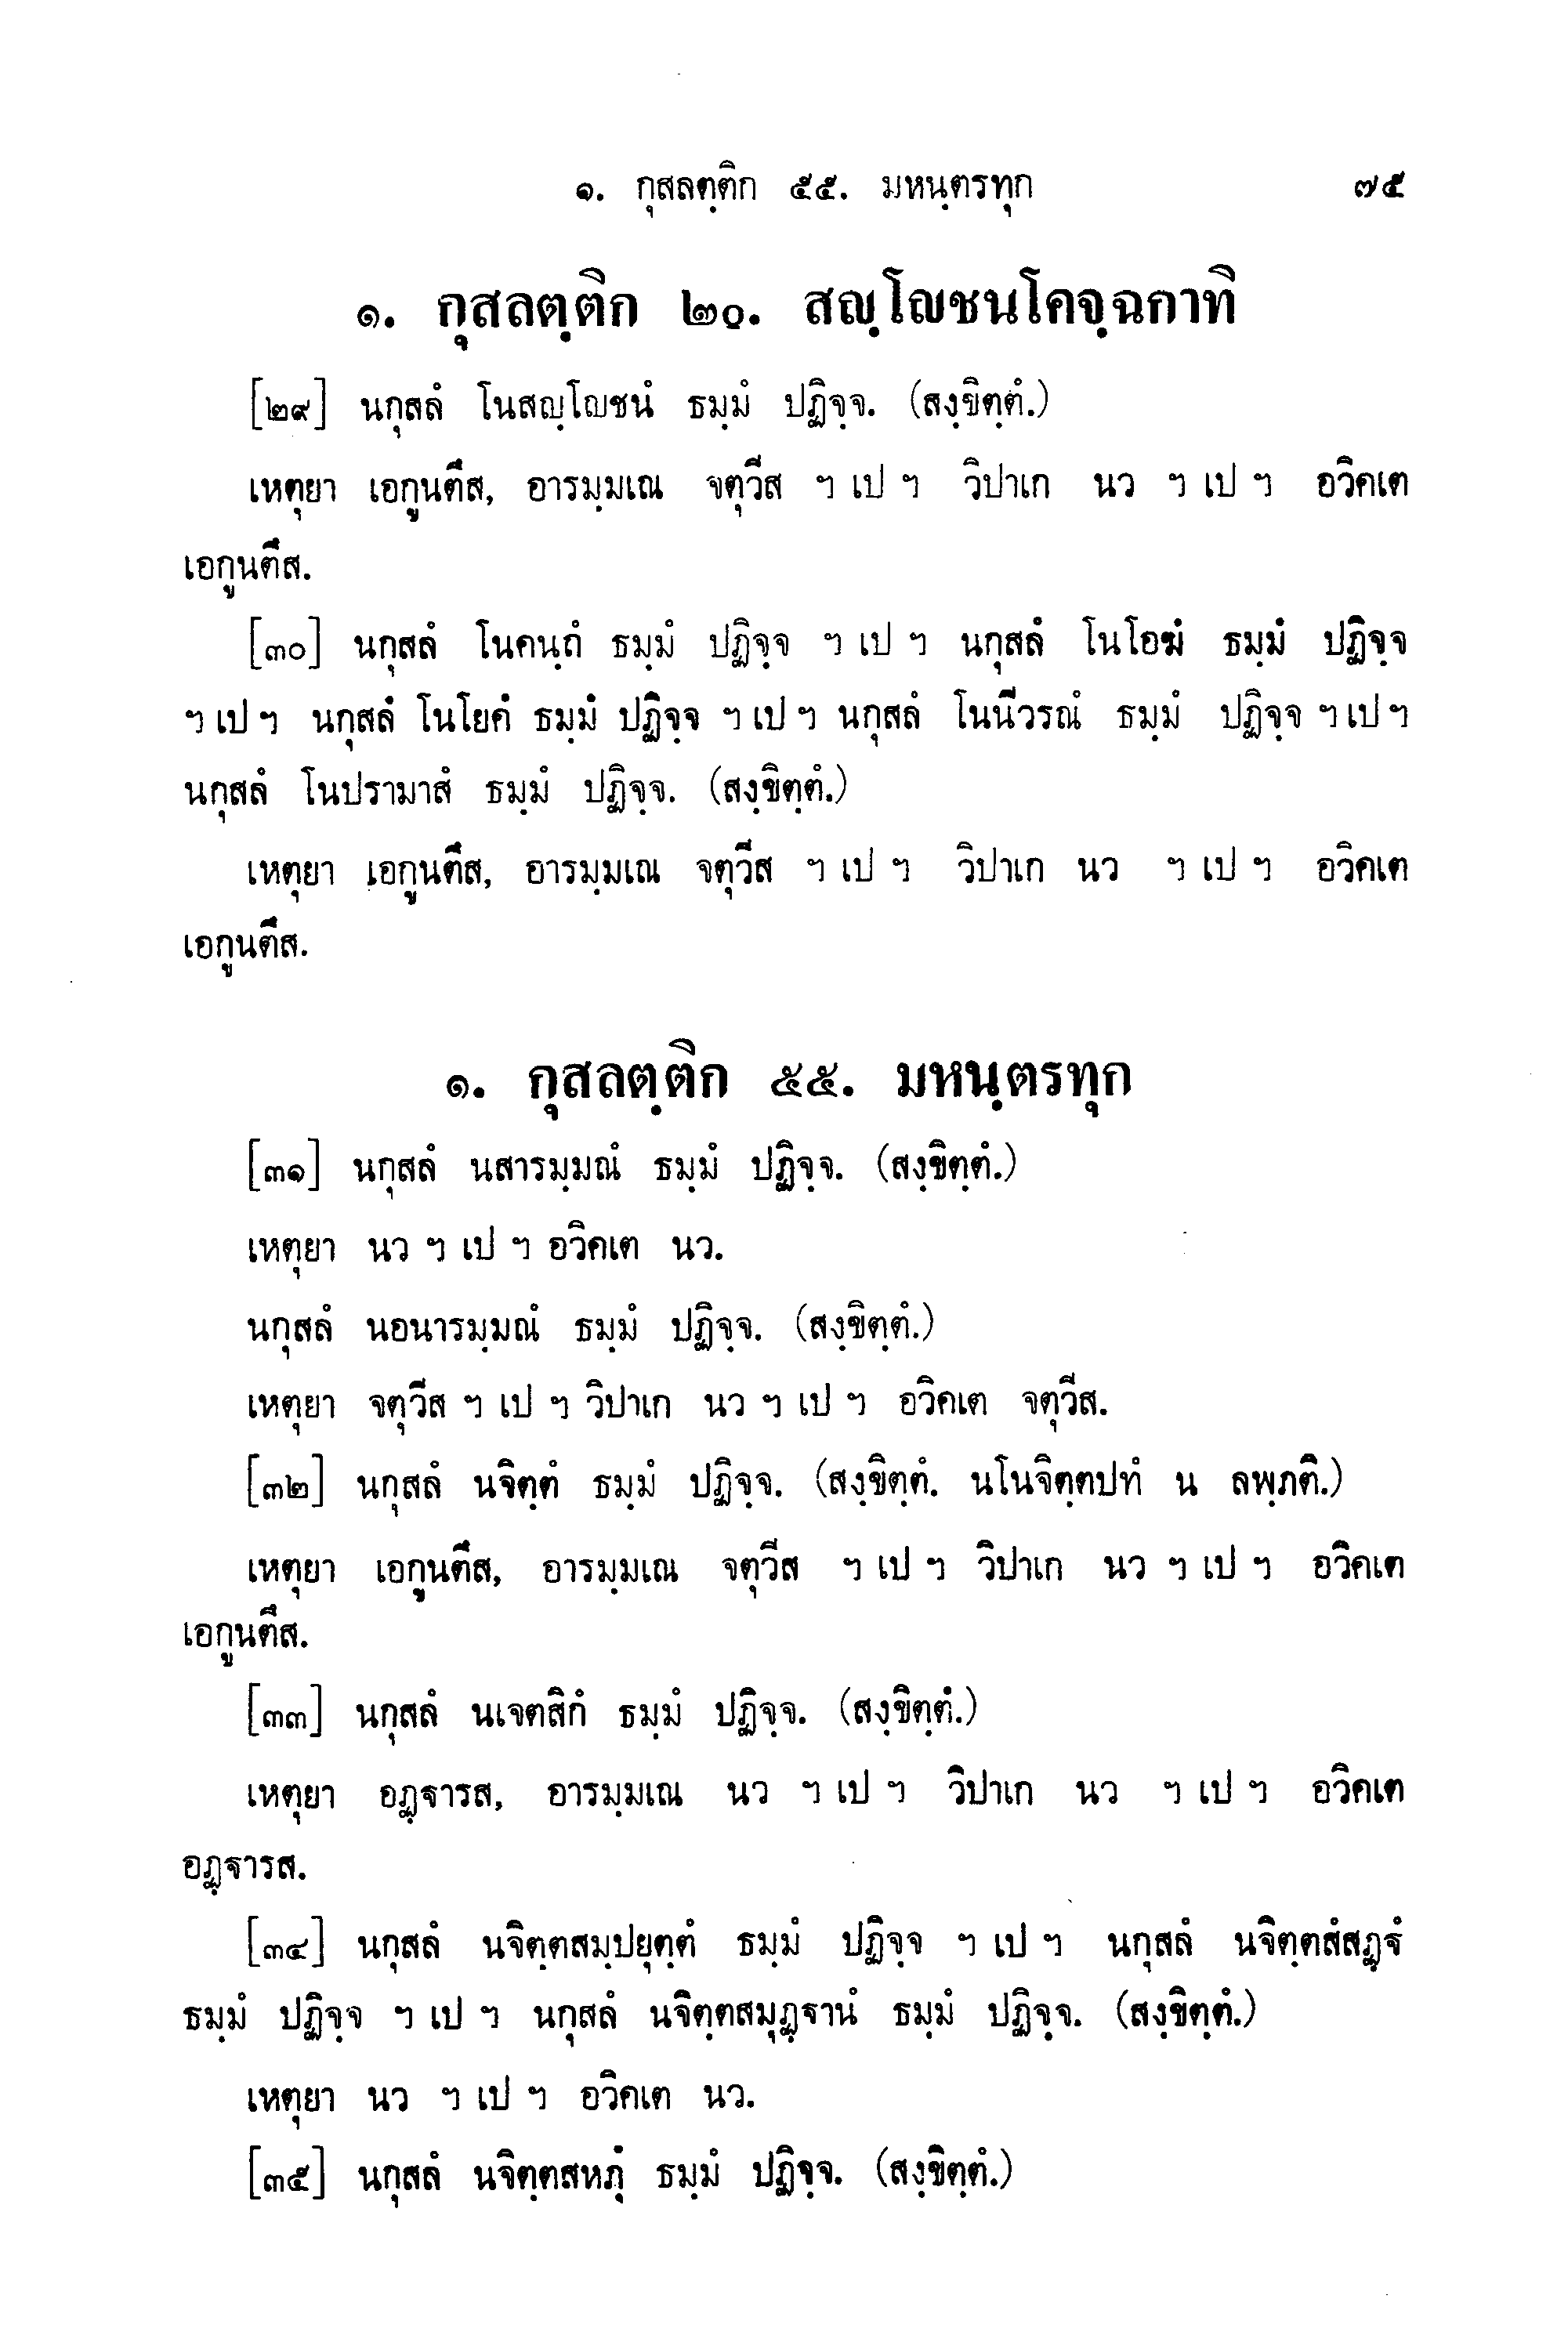 ๑. กุสลตฺติก ๕๕. มหนฺตรทุก ๗๕
๑. กุสลตฺติก ๒๐. สญฺโญชนโคจฺฉกาทิ
[๒๙] นกุสลํ โนสญฺโญชนํ ธมฺมํ ปฏิจฺจ. (สงฺขิตฺตํ.)
เหตุยา เอกูนตึส, อารมฺมเณ จตุวีส ฯ เป ฯ วิปาเก นว ฯ เป ฯ อวิคเต
เอกูนตึส.
[๓๐] นกุสลํ โนคนฺถํ ธมฺมํ ปฏิจฺจ ฯ เป ฯ นกุสลํ โนโอฆํ ธมฺมํ ปฏิจฺจ
ฯ เป ฯ นกุสลํ โนโยคํ ธมฺมํ ปฏิจฺจ ฯ เป ฯ นกุสลํ โนนีวรณํ ธมฺมํ ปฏิจฺจ ฯ เป ฯ
นกุสลํ โนปรามาสํ ธมฺมํ ปฏิจฺจ. (สงฺขิตฺตํ.)
เหตุยา เอกูนตึส, อารมฺมเณ จตุวีส ฯ เป ฯ วิปาเก นว ฯ เป ฯ อวิคเต
เอกูนตึส.
๑. กุสลตฺติก ๕๕. มหนฺตรทุก
[๓๑] นกุสลํ นสารมฺมณํ ธมฺมํ ปฏิจฺจ. (สงฺขิตฺตํ.)
เหตุยา นว ฯ เป ฯ อวิคเต นว.
นกุสลํ นอนารมฺมณํ ธมฺมํ ปฏิจฺจ. (สงฺขิตฺตํ.)
เหตุยา จตุวีส ฯ เป ฯ วิปาเก นว ฯ เป ฯ อวิคเต จตุวีส.
[๓๒] นกุสลํ นจิตฺตํ ธมฺมํ ปฏิจฺจ. (สงฺขิตฺตํ. นโนจิตฺตปทํ น ลพฺภติ.)
เหตุยา เอกูนตึส, อารมฺมเณ จตุวีส ฯ เป ฯ วิปาเก นว ฯ เป ฯ อวิคเต
เอกูนตึส.
[๓๓] นกุสลํ นเจตสิกํ ธมฺมํ ปฏิจฺจ. (สงฺขิตฺตํ.)
เหตุยา อฏฺฐารส, อารมฺมเณ นว ฯ เป ฯ วิปาเก นว ฯ เป ฯ อวิคเต
อฏฺฐารส.
[๓๔] นกุสลํ นจิตฺตสมฺปยุตฺตํ ธมฺมํ ปฏิจฺจ ฯ เป ฯ นกุสลํ นจิตฺตสํสฏฺฐํ
ธมฺมํ ปฏิจฺจ ฯ เป ฯ นกุสลํ นจิตฺตสมุฏฺฐานํ ธมฺมํ ปฏิจฺจ. (สงฺขิตฺตํ.)
เหตุยา นว ฯ เป ฯ อวิคเต นว.
[๓๕] นกุสลํ นจิตฺตสหภุํ ธมฺมํ ปฏิจฺจ. (สงฺขิตฺตํ.)